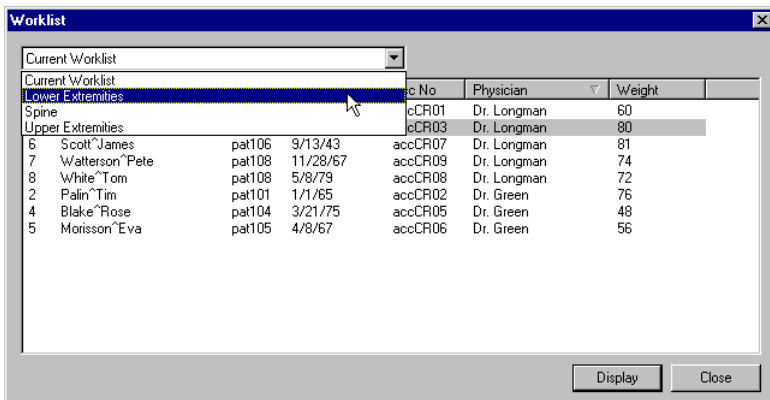 Worklist
Current Worklist
Current Worklist
Lower Extremities
Spine
Upper Extremities
cc No Physician Weight
cCR01 Dr. Longman 60
cCR03 Dr. Longman 80
6 Scott^James pat106 9/13/43 accCR07 Dr. Longman 81
7 Watterson^Pete pat108 11/28/67 accCR09 Dr. Longman 74
8 White^Tom pat108 5/8/79 accCR08 Dr. Longman 72
2 Palin^Tim pat101 1/1/65 accCR02 Dr. Green 76
4 Blake^Rose pat104 3/21/75 accCR05 Dr. Green 48
5 Morisson^Eva pat105 4/8/67 accCR06 Dr. Green 56
Display Close